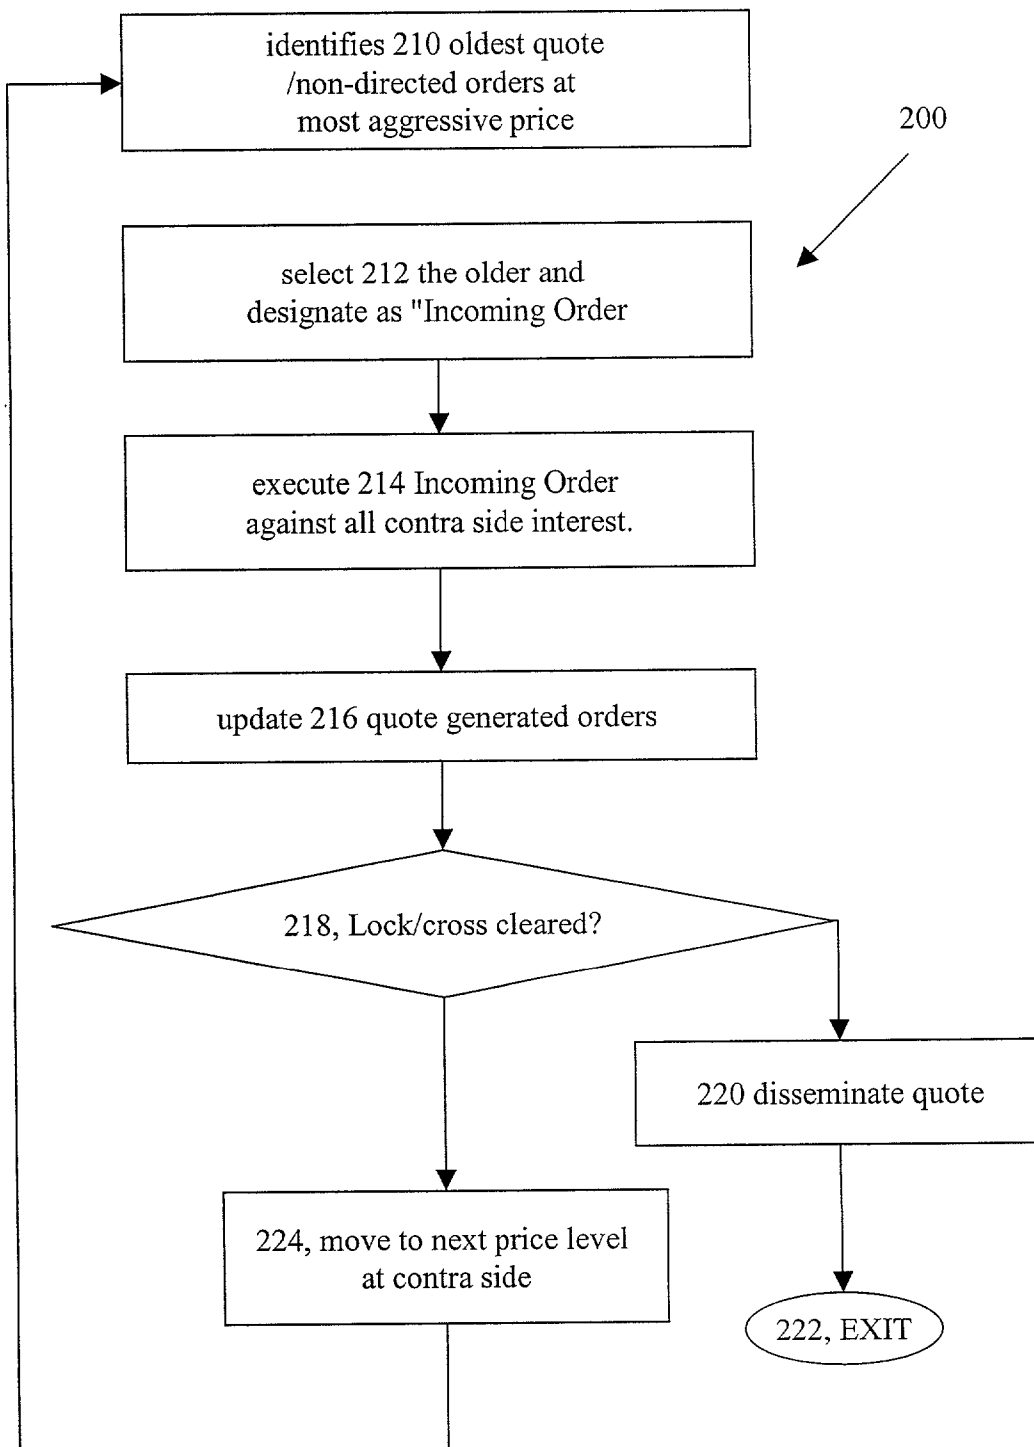 identifies 210 oldest quote
/non-directed orders at
most aggressive price
200
select 212 the older and
designate as "Incoming Order
execute 214 Incoming Order
against all contra side interest.
update 216 quote generated orders
218, Lock/cross cleared?
220 disseminate quote
224, move to next price level
at contra side
222, EXIT